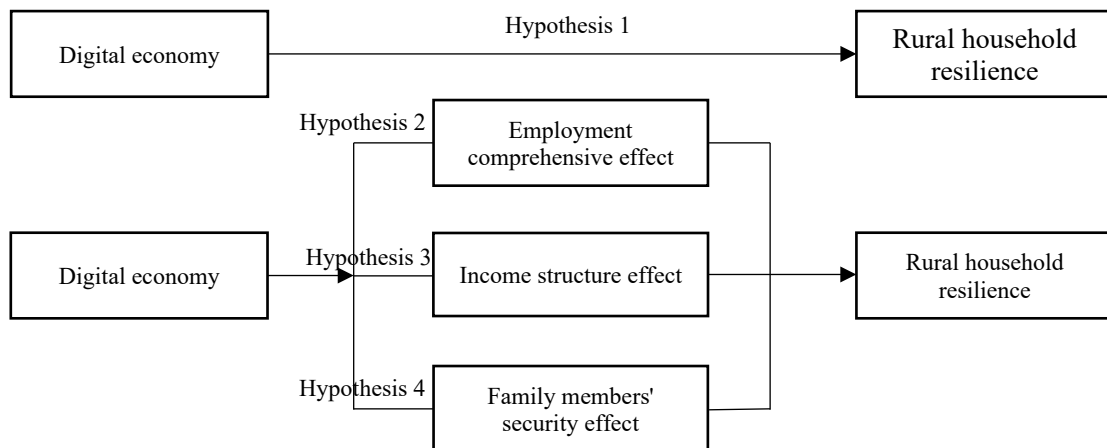 Hypothesis 1
Digital economy
Rural household
resilience
Hypothesis 2
Employment
comprehensive effect
Digital economy
Hypothesis 3
Income structure effect
Rural household
resilience
Hypothesis 4
Family members'
security effect